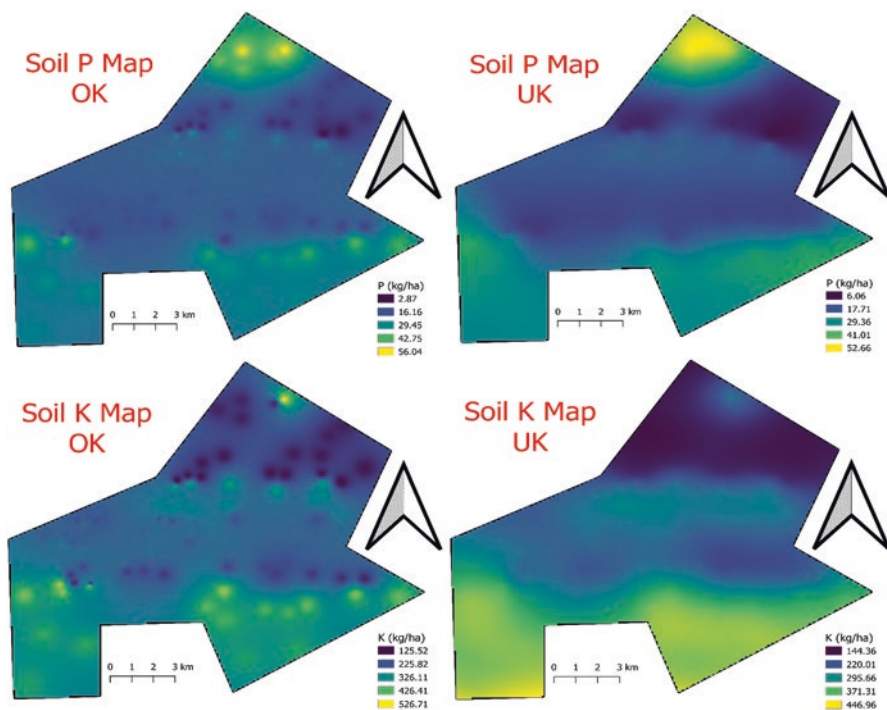 Soil P Map
OK
P (kg/ha)
2.87
16.16
29.45
42.75
56.04
0 1 2 3 km
Soil P Map
UK
P (kg/ha)
6.06
17.71
29.36
41.01
52.66
0 1 2 3 km
Soil K Map
OK
K (kg/ha)
125.52
225.82
326.11
426.41
526.71
0 1 2 3 km
Soil K Map
UK
K (kg/ha)
144.36
220.01
295.66
371.31
446.96
0 1 2 3 km